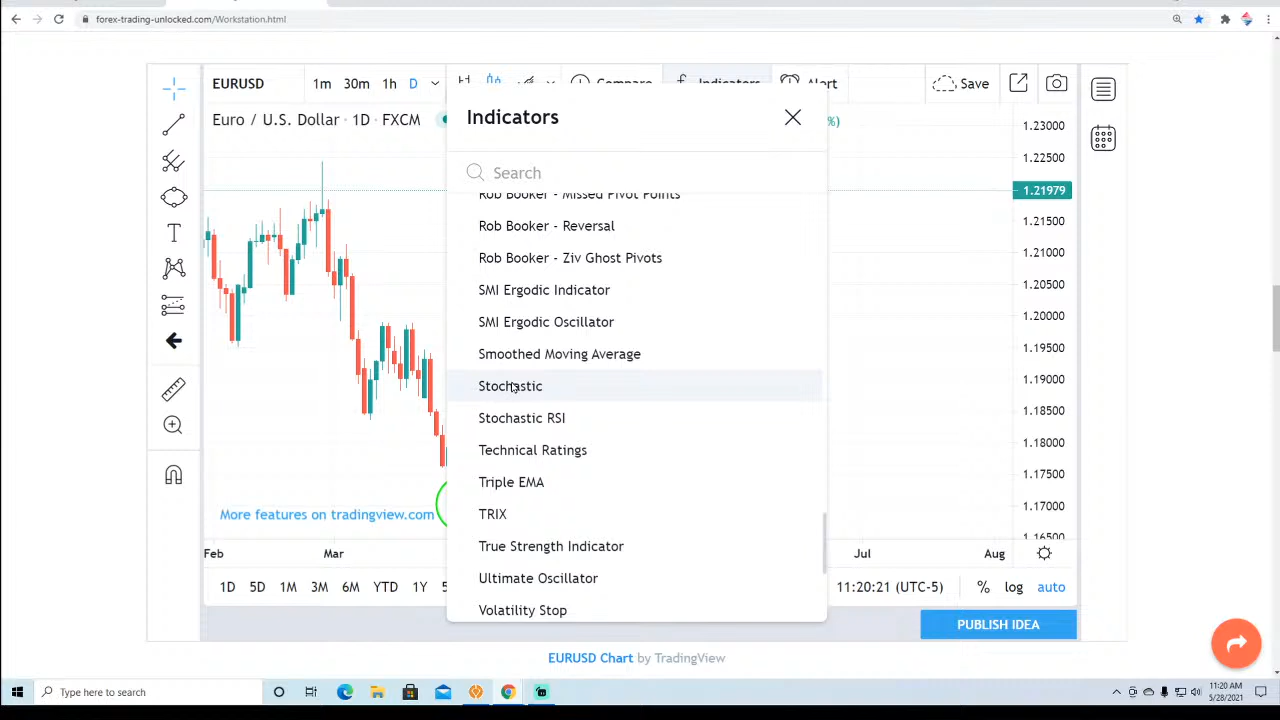 forex-trading-unlocked.com/Workstation.html
EURUSD 1m 30m 1h D Compare Indicators Alert Save
Euro / U.S. Dollar · 1D · FXCM %)
Indicators
Search
Rob Booker - Missed Pivot Points
Rob Booker - Reversal
Rob Booker - Ziv Ghost Pivots
SMI Ergodic Indicator
SMI Ergodic Oscillator
Smoothed Moving Average
Stochastic
Stochastic RSI
Technical Ratings
Triple EMA
TRIX
True Strength Indicator
Ultimate Oscillator
Volatility Stop
1.23000
1.22500
1.21979
1.21500
1.21000
1.20500
1.20000
1.19500
1.19000
1.18500
1.18000
1.17500
1.17000
1.16500
More features on tradingview.com
Feb Mar Jul Aug
1D 5D 1M 3M 6M YTD 1Y 11:20:21 (UTC-5) % log auto
PUBLISH IDEA
EURUSD Chart by TradingView
Type here to search
11:20 AM
5/28/2021